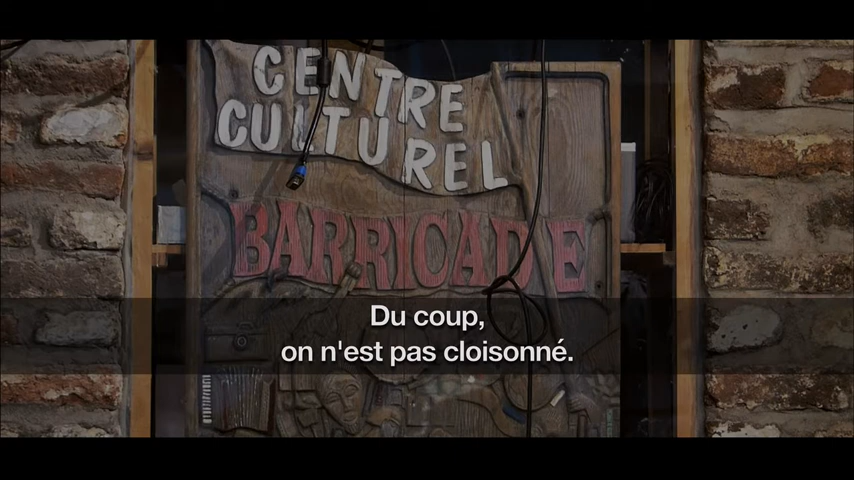 CENTRE
CULTUREL
BARRICADE
Du coup,
on n'est pas cloisonné.